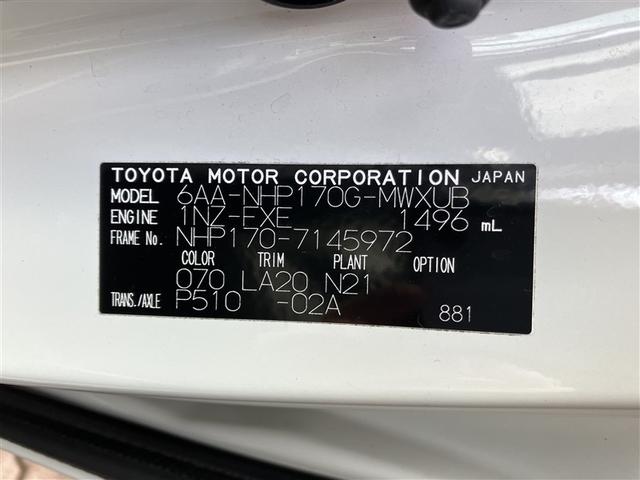 TOYOTA MOTOR CORPORATION JAPAN
MODEL 6AA-NHP170G-MWXUB
ENGINE 1NZ-FXE 1496 mL
FRAME No. NHP170-7145972
COLOR TRIM PLANT OPTION
070 LA20 N21
TRANS./AXLE P510 -02A
881